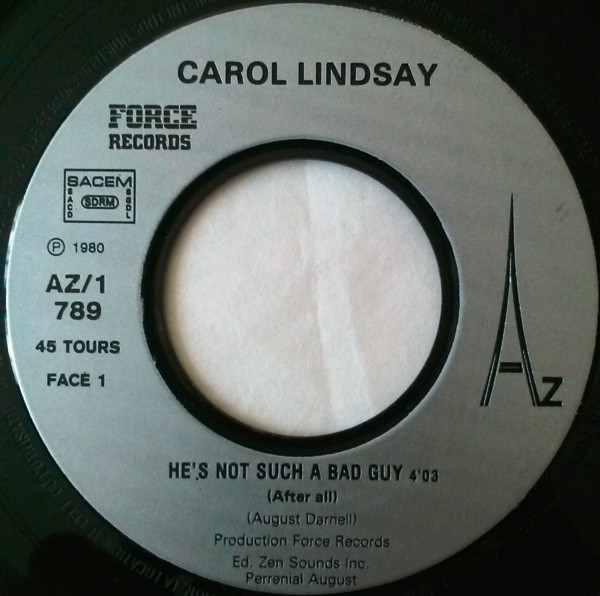 CAROL LINDSAY
FORCE
RECORDS
SACEM
SACD
SDRM
SGDL
Ⓟ 1980
AZ/1
789
45 TOURS
FACE 1
AZ
HE'S NOT SUCH A BAD GUY 4'03
(After all)
(August Darnell)
Production Force Records
Ed. Zen Sounds Inc.
Perrenial August